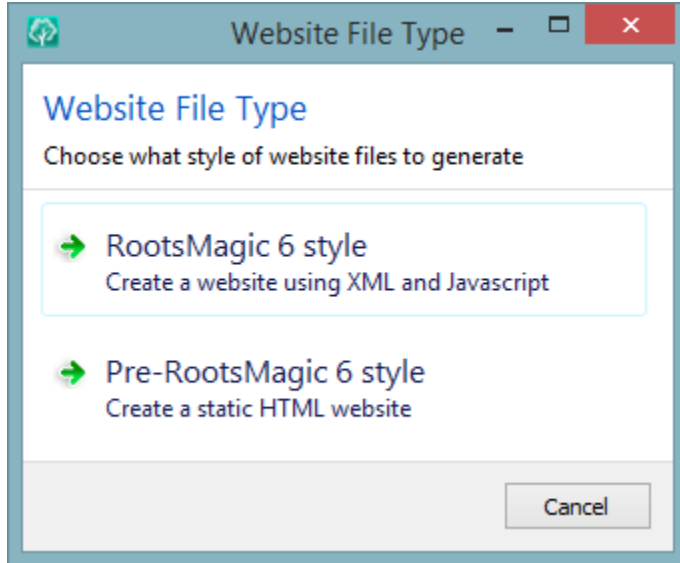 Website File Type
Website File Type
Choose what style of website files to generate
RootsMagic 6 style
Create a website using XML and Javascript
Pre-RootsMagic 6 style
Create a static HTML website
Cancel